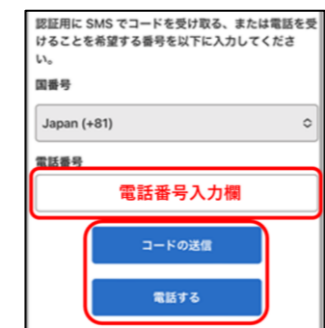 認証用に SMS でコードを受け取る、または電話を受
けることを希望する番号を以下に入力してくださ
い。
国番号
Japan (+81)
電話番号
電話番号入力欄
コードの送信
電話する